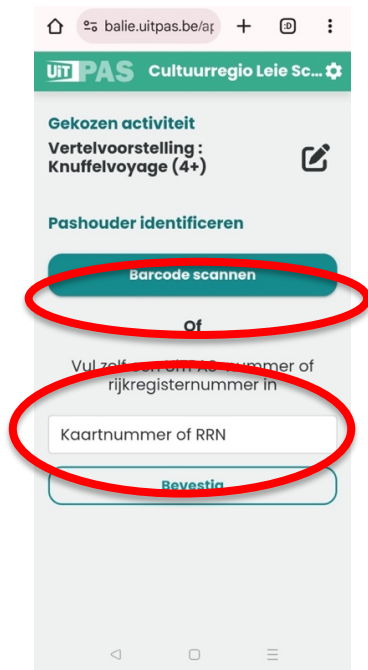 balie.uitpas.be/ap
:D
UiT PAS Cultuurregio Leie Sc...
Gekozen activiteit
Vertelvoorstelling :
Knuffelvoyage (4+)
Pashouder identificeren
Barcode scannen
Of
Vul zelf een UiTPAS-nummer of
rijkregisternummer in
Kaartnummer of RRN
Bevestig